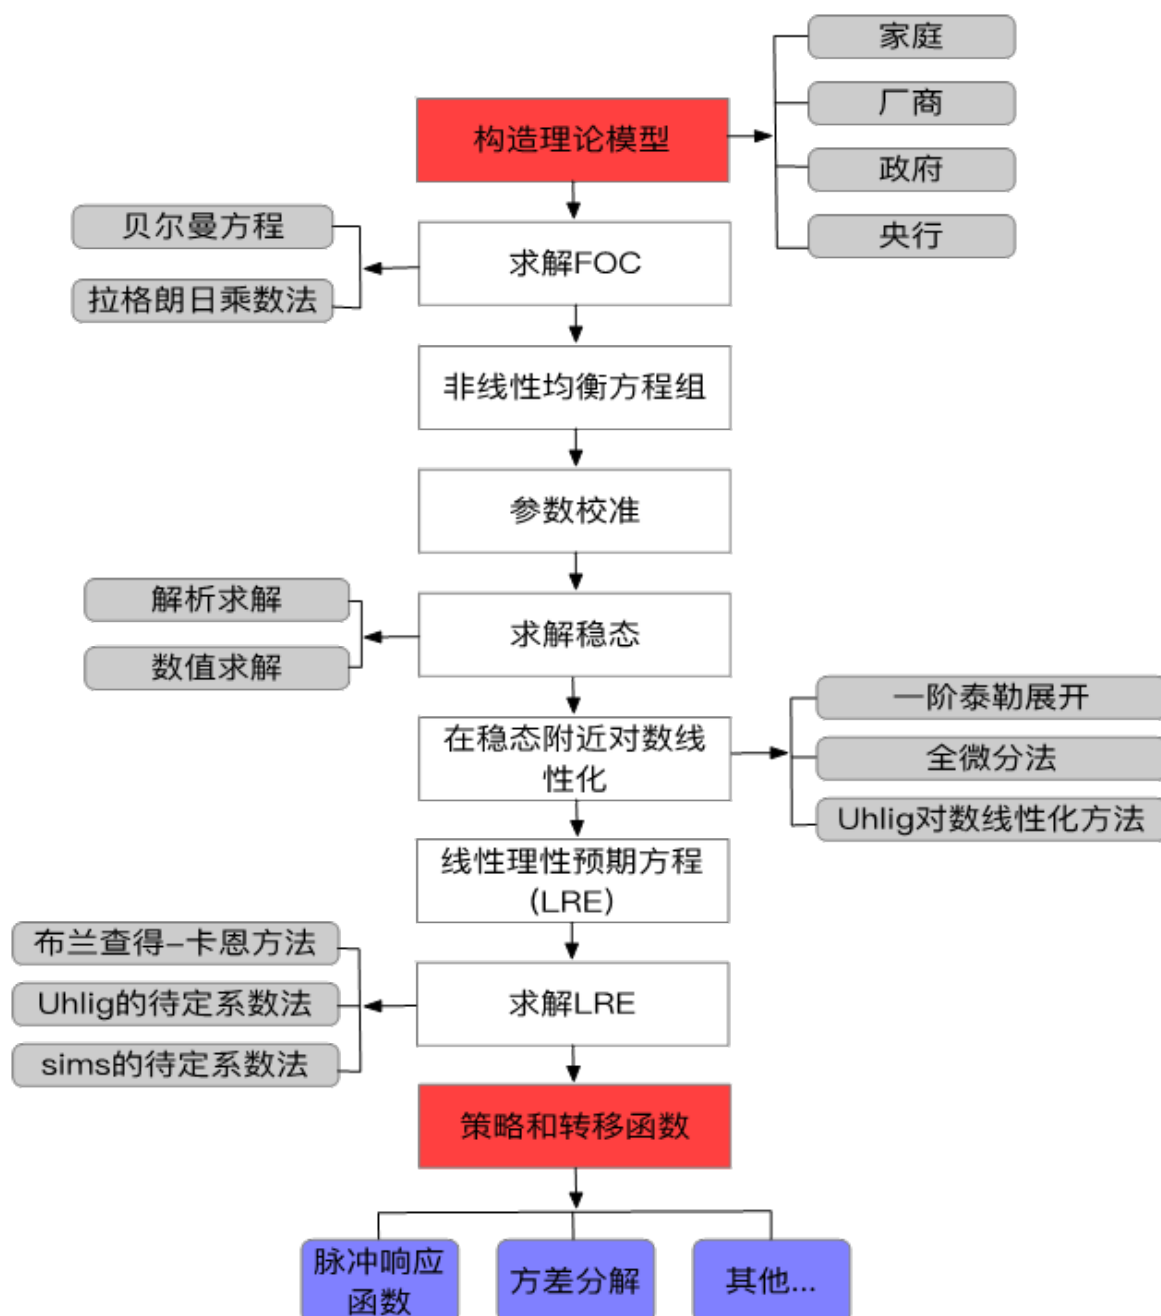 家庭
厂商
政府
央行
构造理论模型
贝尔曼方程
拉格朗日乘数法
求解FOC
非线性均衡方程组
参数校准
解析求解
数值求解
求解稳态
在稳态附近对数线
性化
一阶泰勒展开
全微分法
Uhlig对数线性化方法
线性理性预期方程
(LRE)
布兰查得-卡恩方法
Uhlig的待定系数法
sims的待定系数法
求解LRE
策略和转移函数
脉冲响应
函数
方差分解
其他...